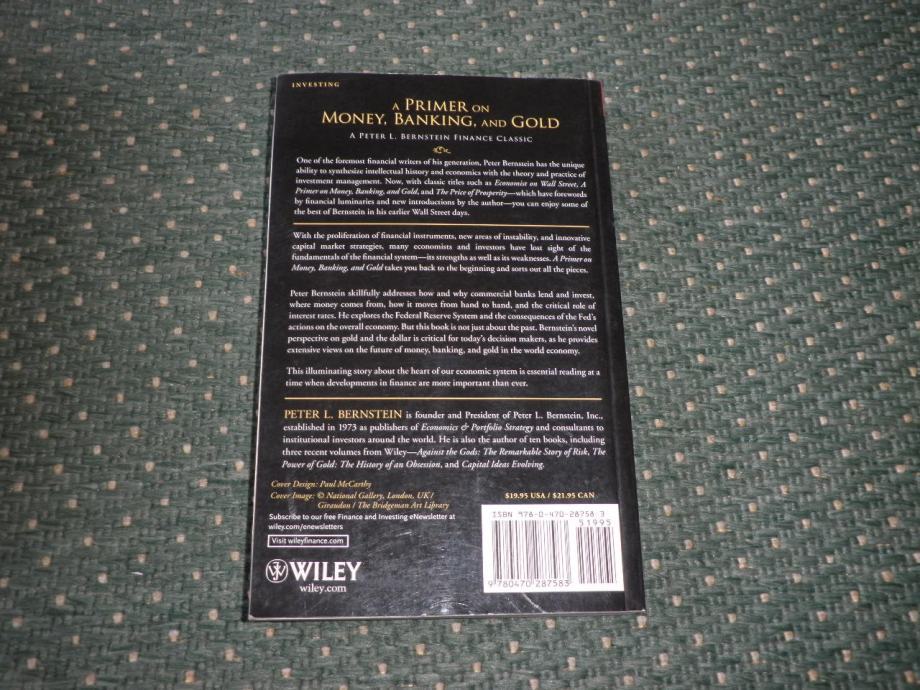 INVESTING
A PRIMER ON
MONEY, BANKING, AND GOLD
A PETER L. BERNSTEIN FINANCE CLASSIC
One of the foremost financial writers of his generation, Peter Bernstein has the unique
ability to synthesize intellectual history and economics with the theory and practice of
investment management. Now, with classic titles such as Economist on Wall Street, A
Primer on Money, Banking, and Gold, and The Price of Prosperity—which have forewords
by financial luminaries and new introductions by the author—you can enjoy some of
the best of Bernstein in his earlier Wall Street days.
With the proliferation of financial instruments, new areas of instability, and innovative
capital market strategies, many economists and investors have lost sight of the
fundamentals of the financial system—its strengths as well as its weaknesses. A Primer on
Money, Banking, and Gold takes you back to the beginning and sorts out all the pieces.
Peter Bernstein skillfully addresses how and why commercial banks lend and invest,
where money comes from, how it moves from hand to hand, and the critical role of
interest rates. He explores the Federal Reserve System and the consequences of the Fed's
actions on the overall economy. But this book is not just about the past. Bernstein's novel
perspective on gold and the dollar is critical for today's decision makers, as he provides
extensive views on the future of money, banking, and gold in the world economy.
This illuminating story about the heart of our economic system is essential reading at a
time when developments in finance are more important than ever.
PETER L. BERNSTEIN is founder and President of Peter L. Bernstein, Inc.,
established in 1973 as publishers of Economics & Portfolio Strategy and consultants to
institutional investors around the world. He is also the author of ten books, including
three recent volumes from Wiley—Against the Gods: The Remarkable Story of Risk, The
Power of Gold: The History of an Obsession, and Capital Ideas Evolving.
Cover Design: Paul McCarthy
Cover Image: © National Gallery, London, UK/
Giraudon / The Bridgeman Art Library
Subscribe to our free Finance and Investing eNewsletter at
wiley.com/enewsletters
Visit wileyfinance.com
WILEY
wiley.com
$19.95 USA / $21.95 CAN
ISBN 978-0-470-28758-3
51995
9 780470 287583